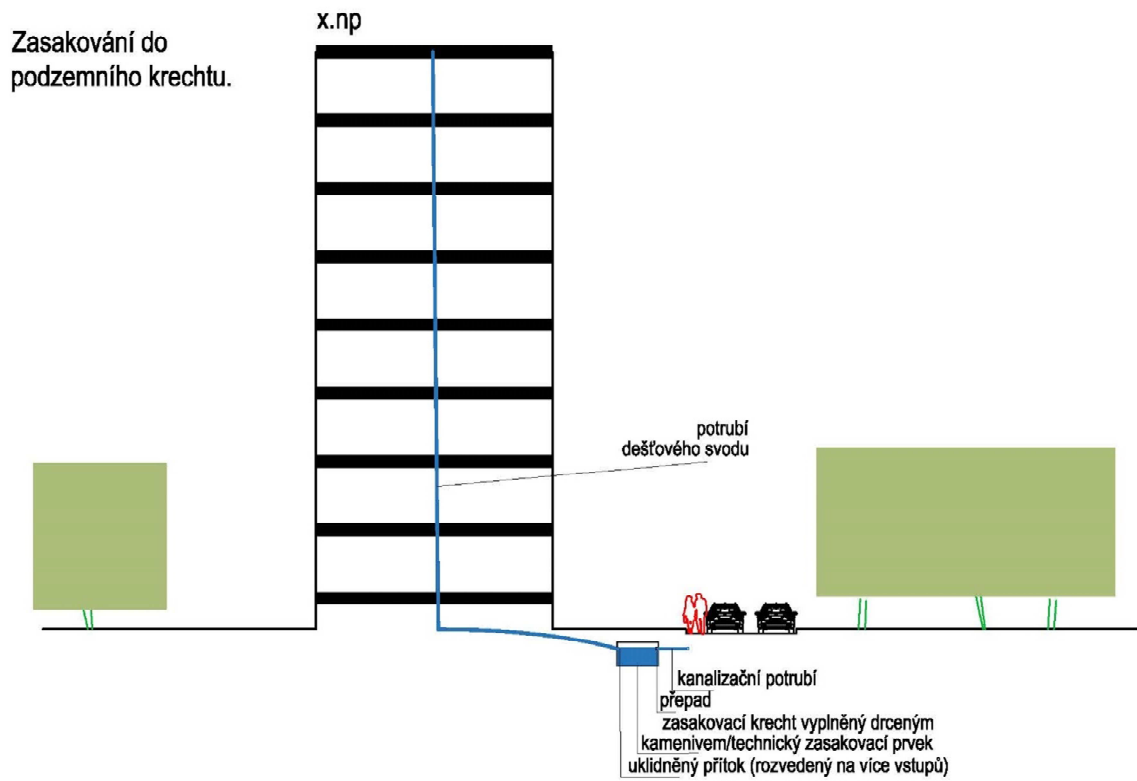 Zasakování do
podzemního krechtu.
x.np
potrubí
dešťového svodu
kanalizační potrubí
přepad
zasakovací krecht vyplněný drceným
kamenivem/technický zasakovací prvek
uklidněný přítok (rozvedený na více vstupů)